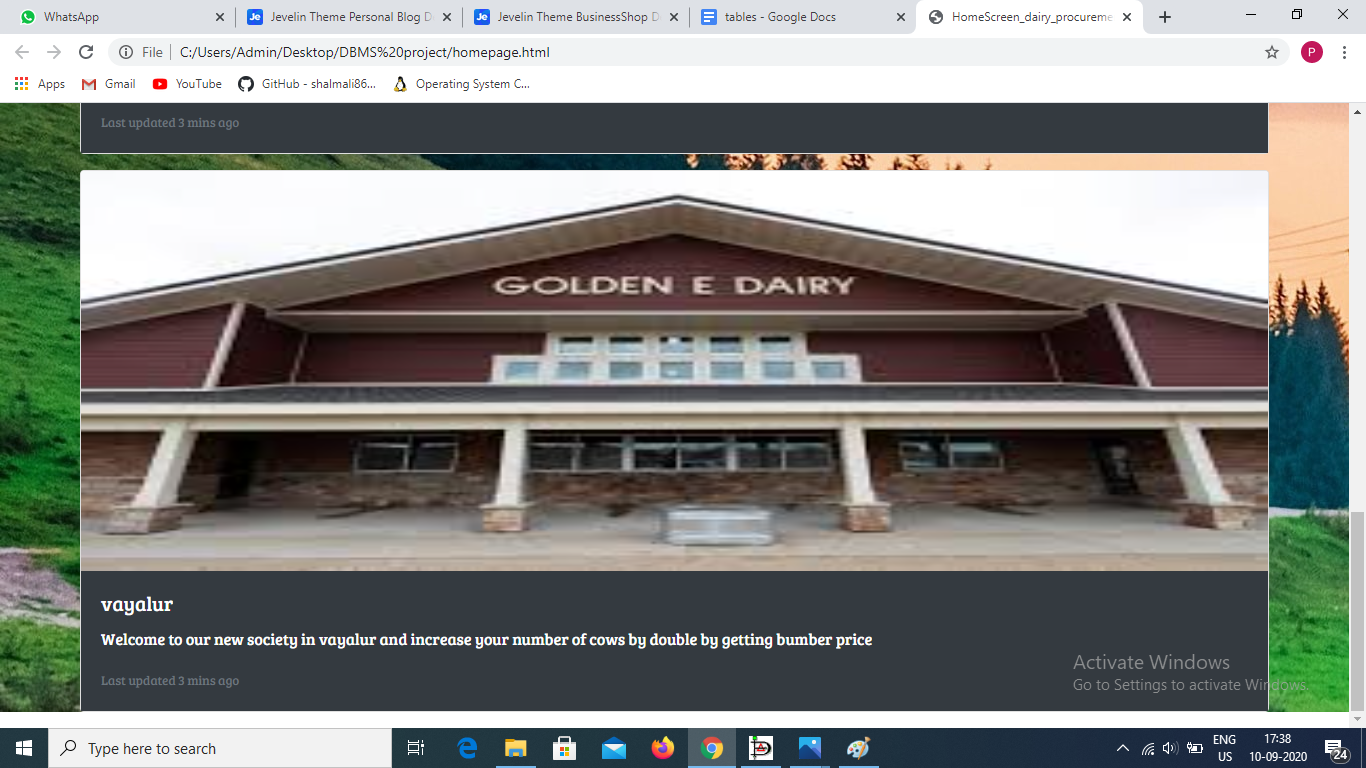 WhatsApp
Jevelin Theme Personal Blog D
Jevelin Theme BusinessShop D
tables - Google Docs
HomeScreen_dairy_procureme
File
C:/Users/Admin/Desktop/DBMS%20project/homepage.html
P
Apps
Gmail
YouTube
GitHub - shalmali86...
Operating System C...
Last updated 3 mins ago
GOLDEN E DAIRY
vayalur
Welcome to our new society in vayalur and increase your number of cows by double by getting bumber price
Last updated 3 mins ago
Activate Windows
Go to Settings to activate Windows.
Type here to search
ENG
US
17:38
10-09-2020
24